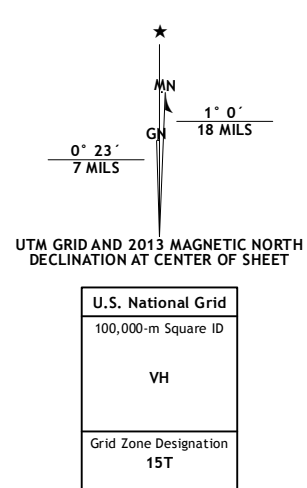 ★
MN
1° 0´
18 MILS
GN
0° 23´
7 MILS
UTM GRID AND 2013 MAGNETIC NORTH
DECLINATION AT CENTER OF SHEET
U.S. National Grid
100,000-m Square ID
VH
Grid Zone Designation
15T